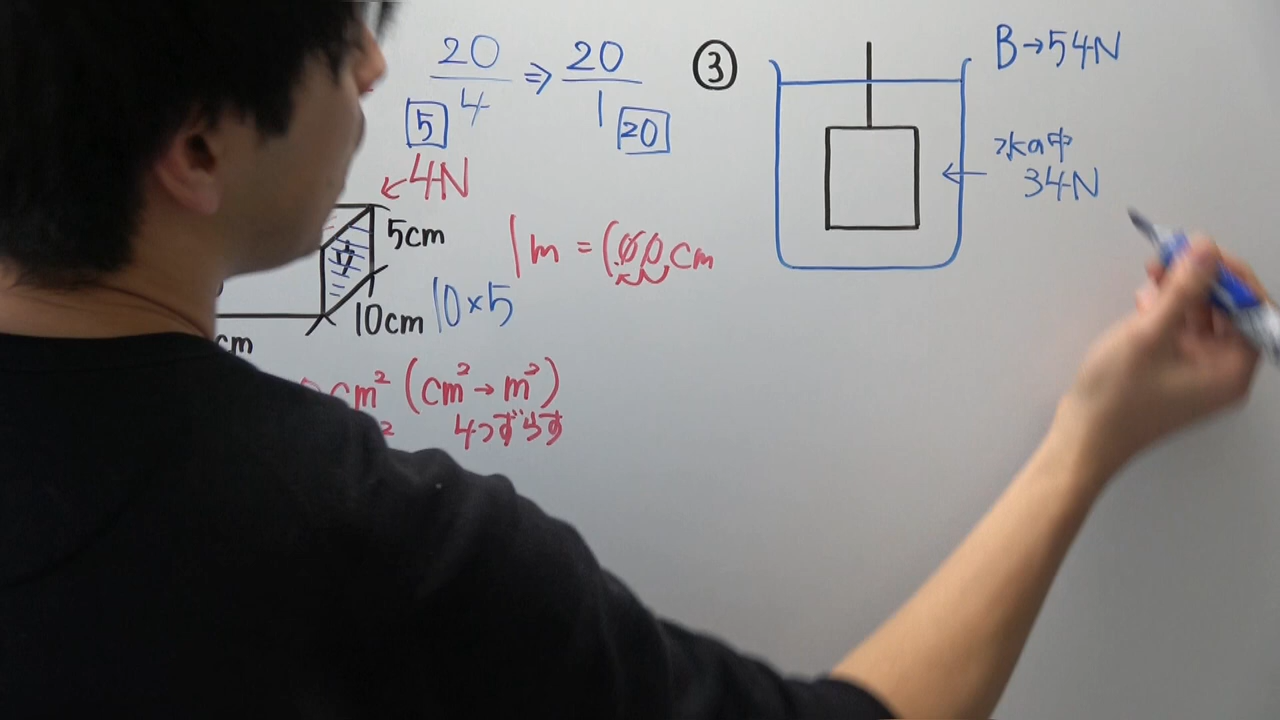 20/4 ⇒ 20/1
5
20
4N
5cm
10cm
10×5
cm
1m = 100cm
cm² (cm²→m²)
2
4つずらす
③
B→54N
水の中
34N